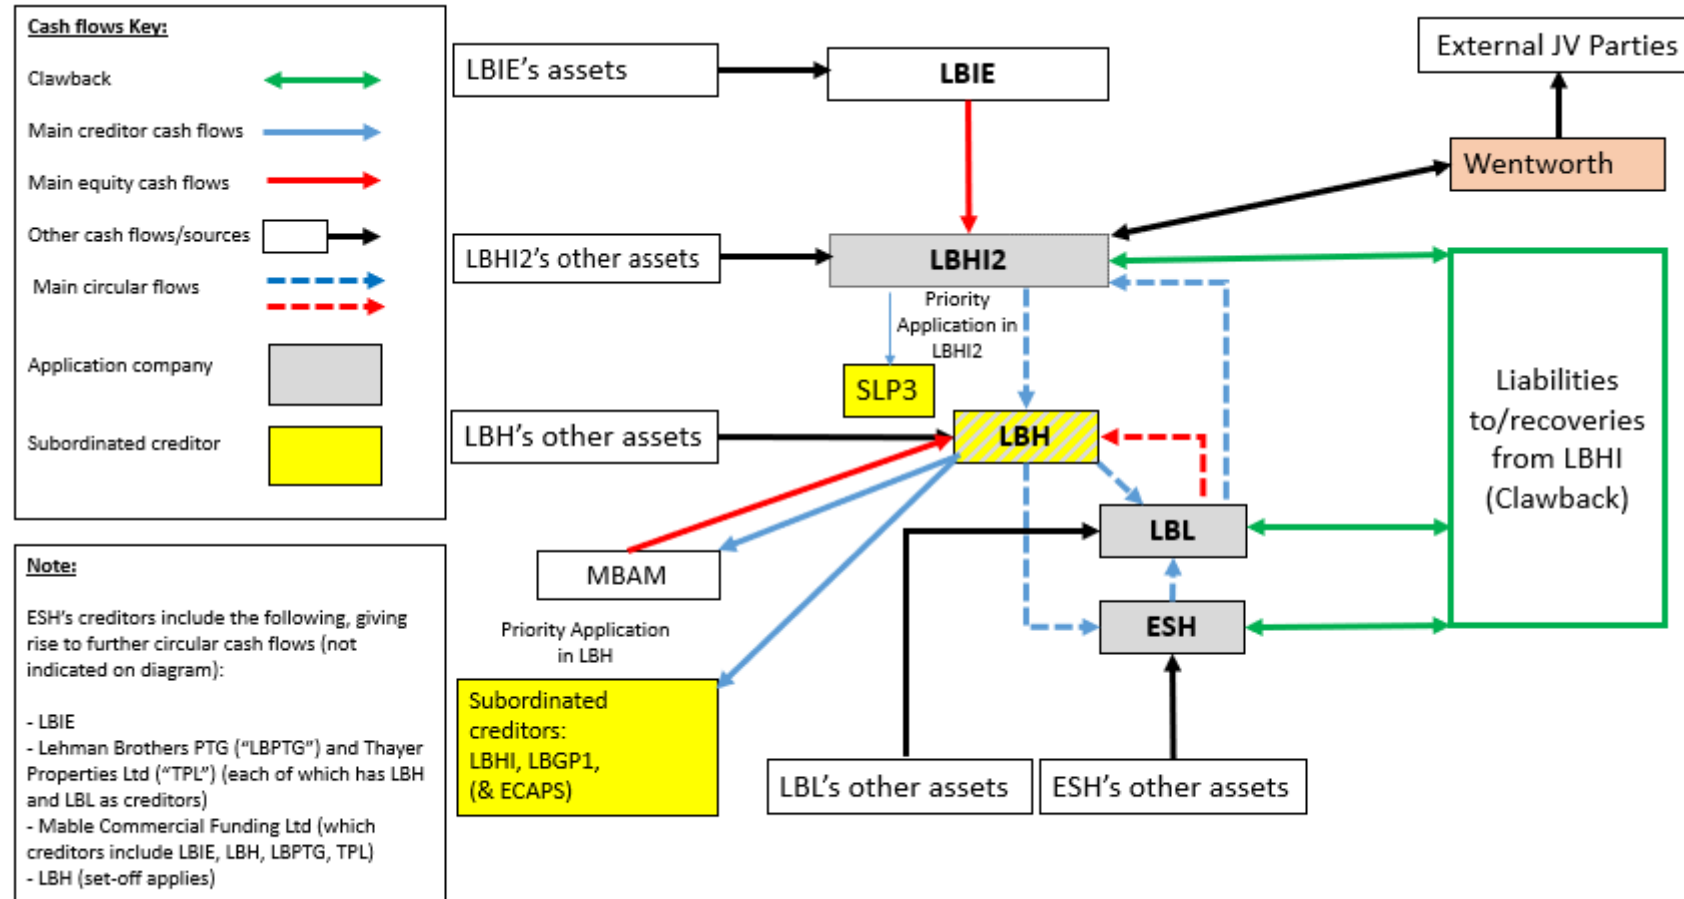 Cash flows Key:
Clawback
Main creditor cash flows
Main equity cash flows
Other cash flows/sources
Main circular flows
Application company
Subordinated creditor
Note:
ESH's creditors include the following, giving
rise to further circular cash flows (not
indicated on diagram):
- LBIE
- Lehman Brothers PTG ("LBPTG") and Thayer
Properties Ltd ("TPL") (each of which has LBH
and LBL as creditors)
- Mable Commercial Funding Ltd (which
creditors include LBIE, LBH, LBPTG, TPL)
- LBH (set-off applies)
LBIE's assets
LBIE
External JV Parties
Wentworth
LBHI2's other assets
LBHI2
Priority
Application in
LBHI2
SLP3
LBH's other assets
LBH
Liabilities
to/recoveries
from LBHI
(Clawback)
LBL
MBAM
ESH
Priority Application
in LBH
Subordinated
creditors:
LBHI, LBGP1,
(& ECAPS)
LBL's other assets
ESH's other assets